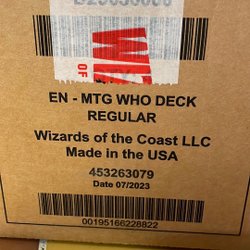 EN - MTG WHO DECK
REGULAR
Wizards of the Coast LLC
Made in the USA
453263079
Date 07/2023
00195166228822
OF